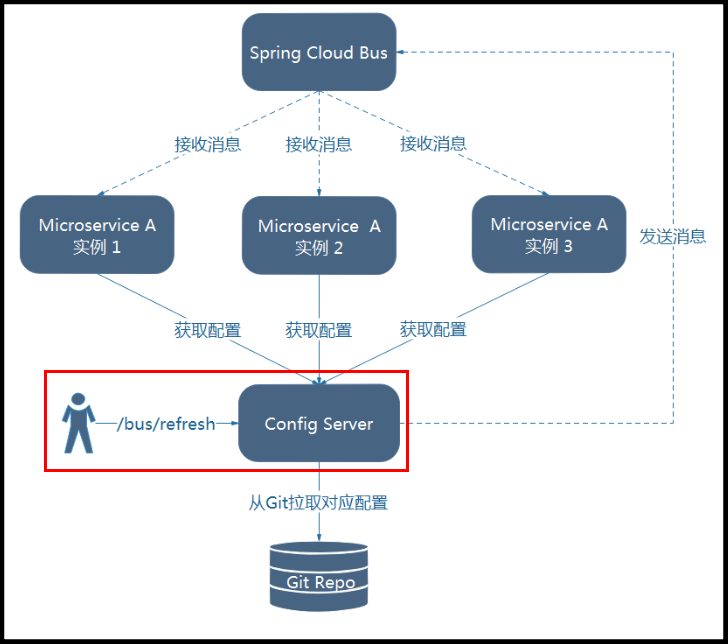 Spring Cloud Bus
接收消息
接收消息
接收消息
Microservice A
实例 1
Microservice A
实例 2
Microservice A
实例 3
发送消息
获取配置
获取配置
获取配置
/bus/refresh
Config Server
从Git拉取对应配置
Git Repo